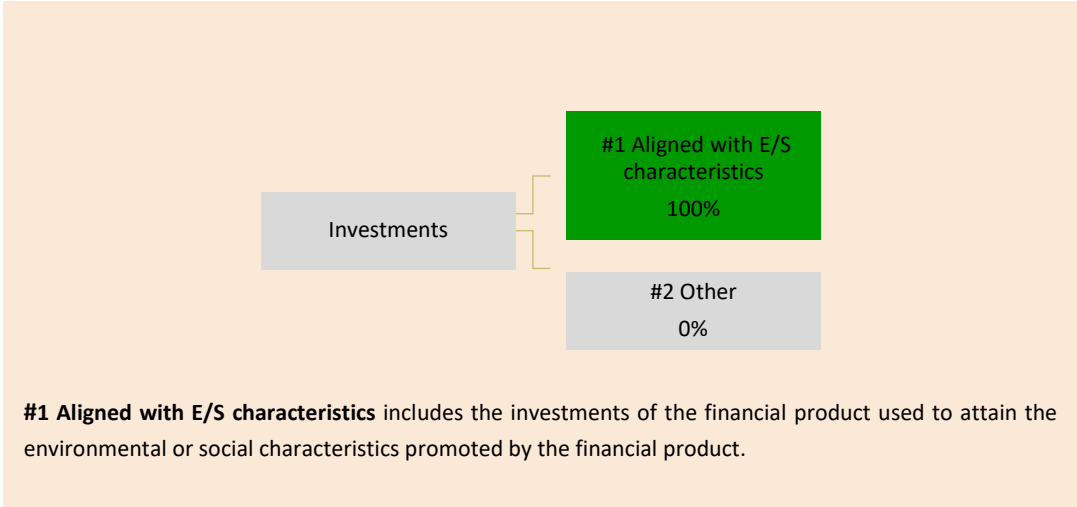 #1 Aligned with E/S
characteristics
100%
Investments
#2 Other
0%
#1 Aligned with E/S characteristics includes the investments of the financial product used to attain the
environmental or social characteristics promoted by the financial product.